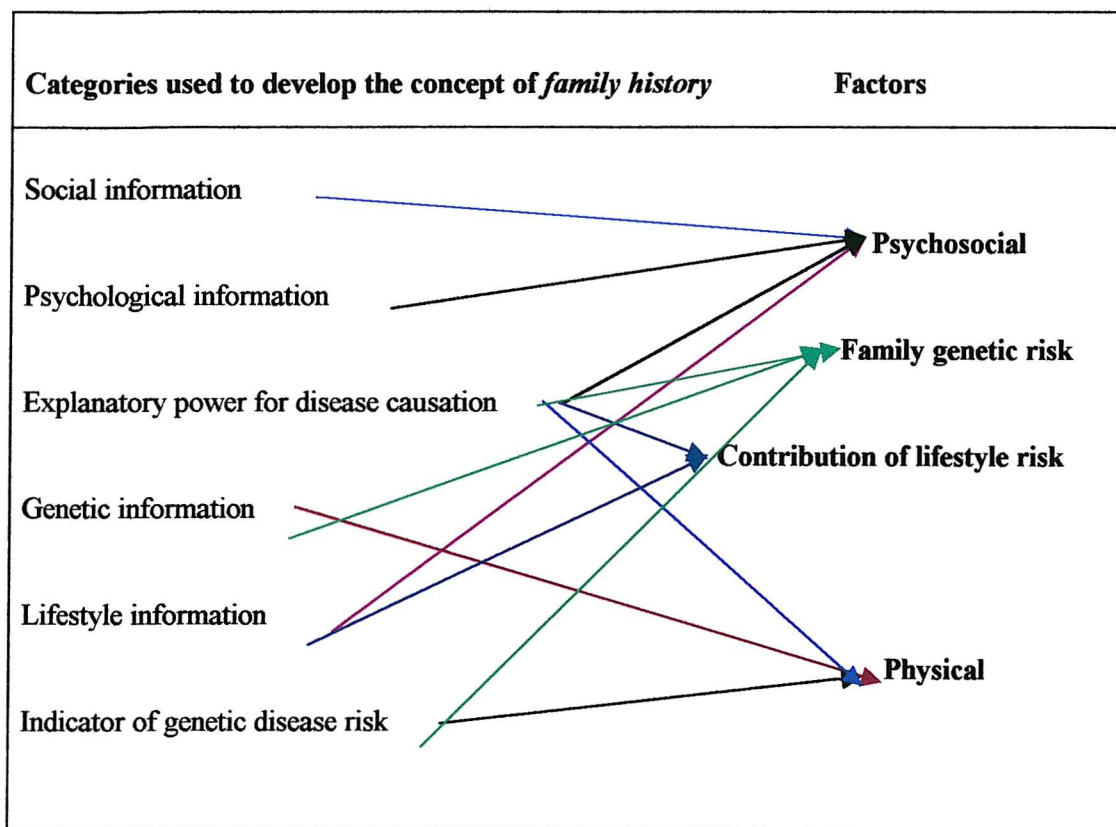 Categories used to develop the concept of family history Factors
Social information
Psychosocial
Psychological information
Family genetic risk
Explanatory power for disease causation
Contribution of lifestyle risk
Genetic information
Lifestyle information
Physical
Indicator of genetic disease risk